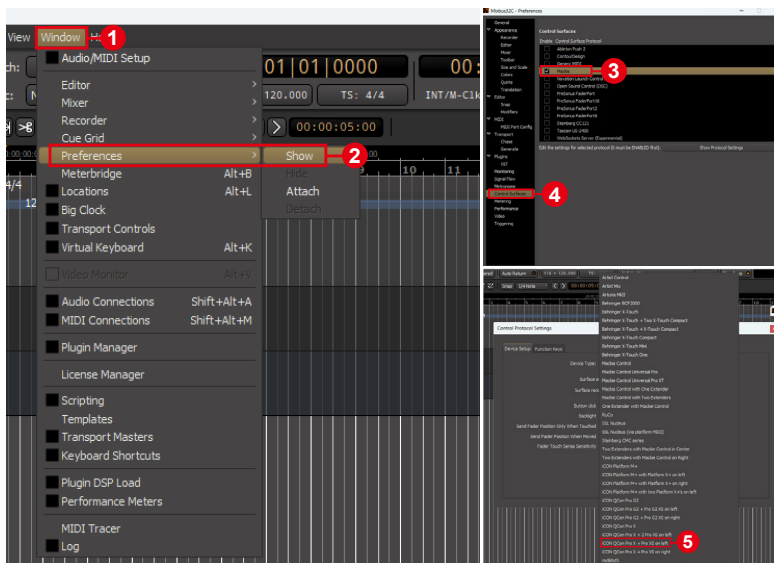 View Window 1
Audio/MIDI Setup
01|01|0000
00:
120.000
TS: 4/4
INT/M-Clk
Editor
Mixer
Recorder
Cue Grid
00:00:05:00
Preferences
Show 2
Hide
Attach
Detach
9 10 11
4/4
12
Meterbridge Alt+B
Locations Alt+L
Big Clock
Transport Controls
Virtual Keyboard Alt+K
Video Monitor Alt+V
Audio Connections Shift+Alt+A
MIDI Connections Shift+Alt+M
Plugin Manager
License Manager
Scripting
Templates
Transport Masters
Keyboard Shortcuts
Plugin DSP Load
Performance Meters
MIDI Tracer
Log
Mixbus32C - Preferences
General
Appearance
Recorder
Editor
Mixer
Toolbar
Size and Scale
Colors
Quirks
Translation
Editor
Snap
Modifiers
MIDI
MIDI Port Config
Transport
Chase
Generate
Plugins
VST
Monitoring
Signal Flow
Metronome
Control Surfaces 4
Metering
Performance
Video
Triggering
Control Surfaces
Enable Control Surface Protocol
Ableton Push 2
ContourDesign
Generic MIDI
Mackie 3
Novation Launch Control
Open Sound Control (OSC)
PreSonus FaderPort
PreSonus FaderPort16
PreSonus FaderPort2
PreSonus FaderPort8
Steinberg CC121
Tascam US-2400
WebSockets Server (Experimental)
Edit the settings for selected protocol (it must be ENABLED first):
Show Protocol Settings
Auto Return
Snap 1/4 Note
Control Protocol Settings
Device Setup Function Keys
Device Type:
Button click
Backlight
Send Fader Position Only When Touched
Send Fader Position When Moved
Fader Touch Sense Sensitivity
Artist Control
Artist Mix
Arturia MkII
Behringer BCF2000
Behringer X-Touch
Behringer X-Touch + Two X-Touch Compact
Behringer X-Touch + X-Touch Compact
Behringer X-Touch Compact
Behringer X-Touch Mini
Behringer X-Touch One
Mackie Control
Mackie Control Universal Pro
Mackie Control Universal Pro XT
Mackie Control with One Extender
Mackie Control with Two Extenders
One Extender with Mackie Control
SSL Nucleus
SSL Nucleus (via platform MIDI)
Steinberg CMC series
Two Extenders with Mackie Control in Center
Two Extenders with Mackie Control on Right
iCON Platform M+
iCON Platform M+ with Platform X+ on left
iCON Platform M+ with Platform X+ on right
iCON Platform M+ with two Platform X+'s on left
iCON QCon Pro G2
iCON QCon Pro G2 + Pro G2 XS on left
iCON QCon Pro G2 + Pro G2 XS on right
iCON QCon Pro X
iCON QCon Pro X + 2 Pro XS on left
iCON QCon Pro X + Pro XS on left 5
iCON QCon Pro X + Pro XS on right